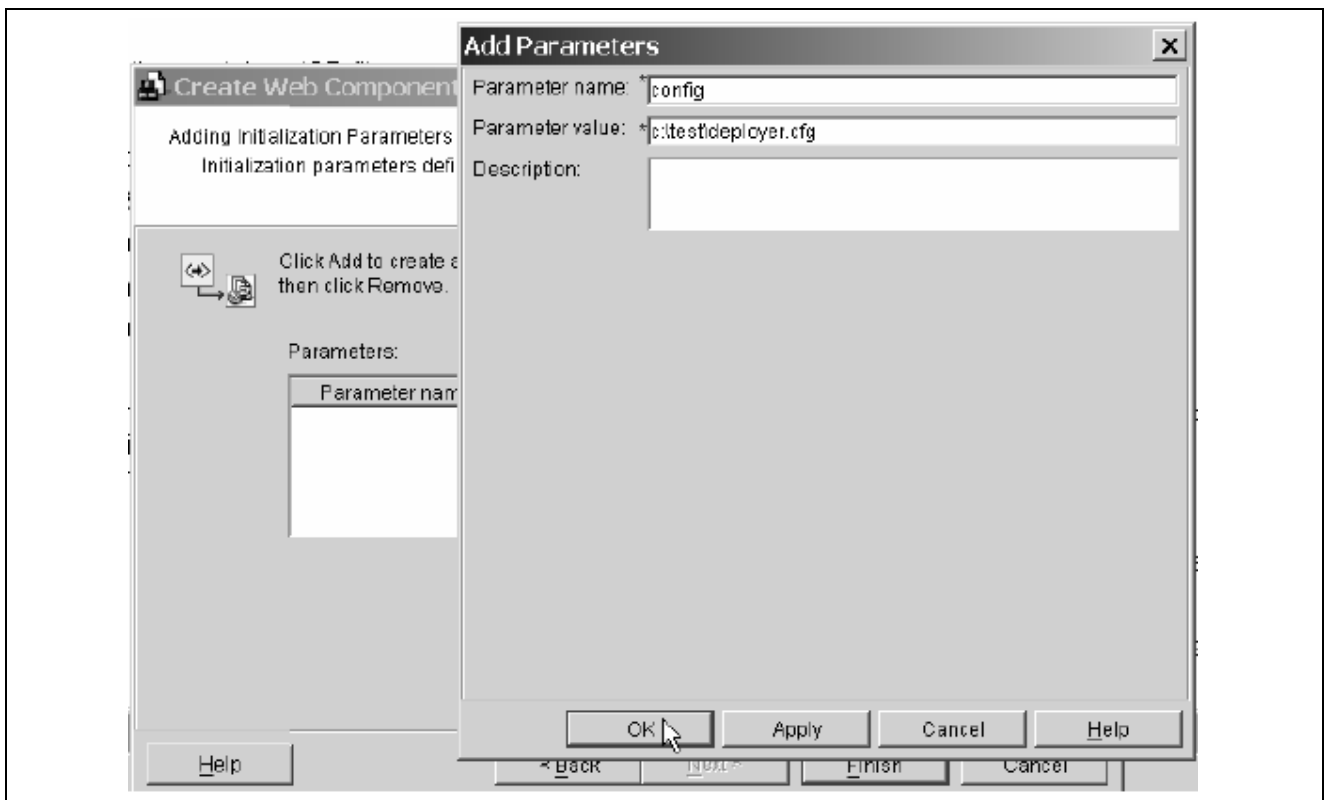 Add Parameters
Parameter name: *config
Parameter value: *c:\test\deployer.cfg
Description:
OK
Apply
Cancel
Help
Create Web Component
Adding Initialization Parameters
Initialization parameters defi
Click Add to create a
then click Remove.
Parameters:
Parameter nam
Help
< Back
Next >
Finish
Cancel